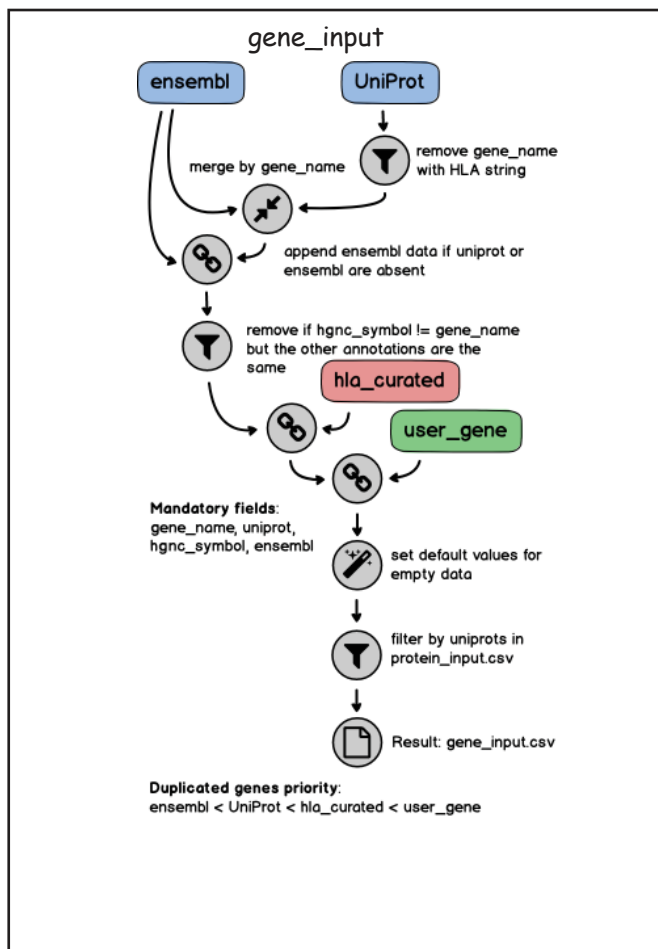 gene_input
ensembl
UniProt
remove gene_name
with HLA string
merge by gene_name
append ensembl data if uniprot or
ensembl are absent
remove if hgnc_symbol != gene_name
but the other annotations are the
same
hla_curated
user_gene
Mandatory fields:
gene_name, uniprot,
hgnc_symbol, ensembl
set default values for
empty data
filter by uniprots in
protein_input.csv
Result: gene_input.csv
Duplicated genes priority:
ensembl < UniProt < hla_curated < user_gene